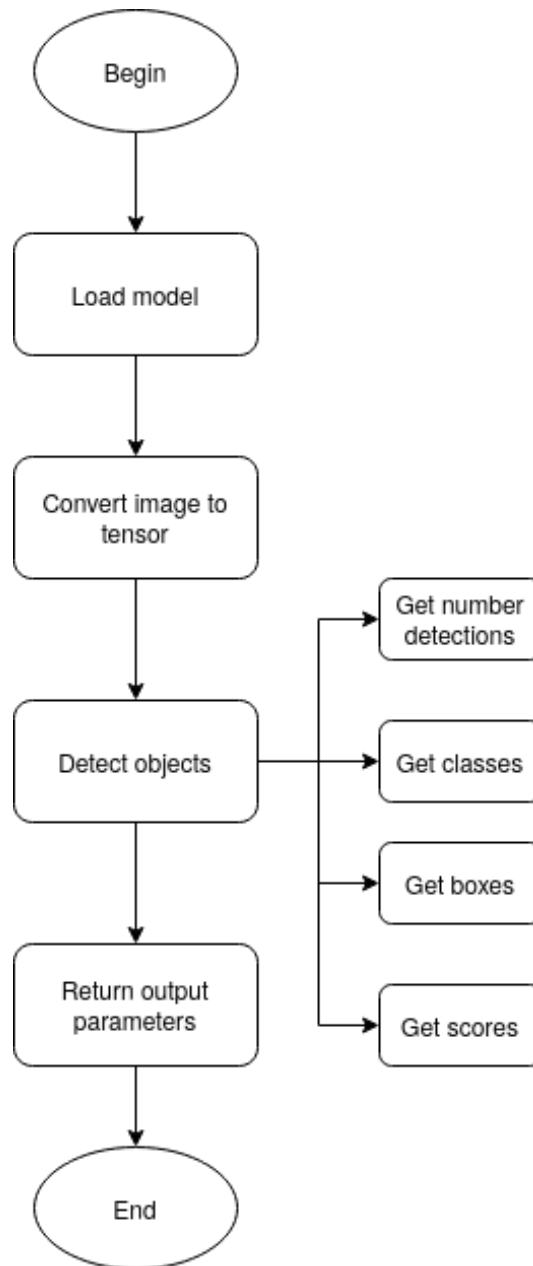 Begin
Load model
Convert image to
tensor
Get number
detections
Detect objects
Get classes
Get boxes
Return output
parameters
Get scores
End